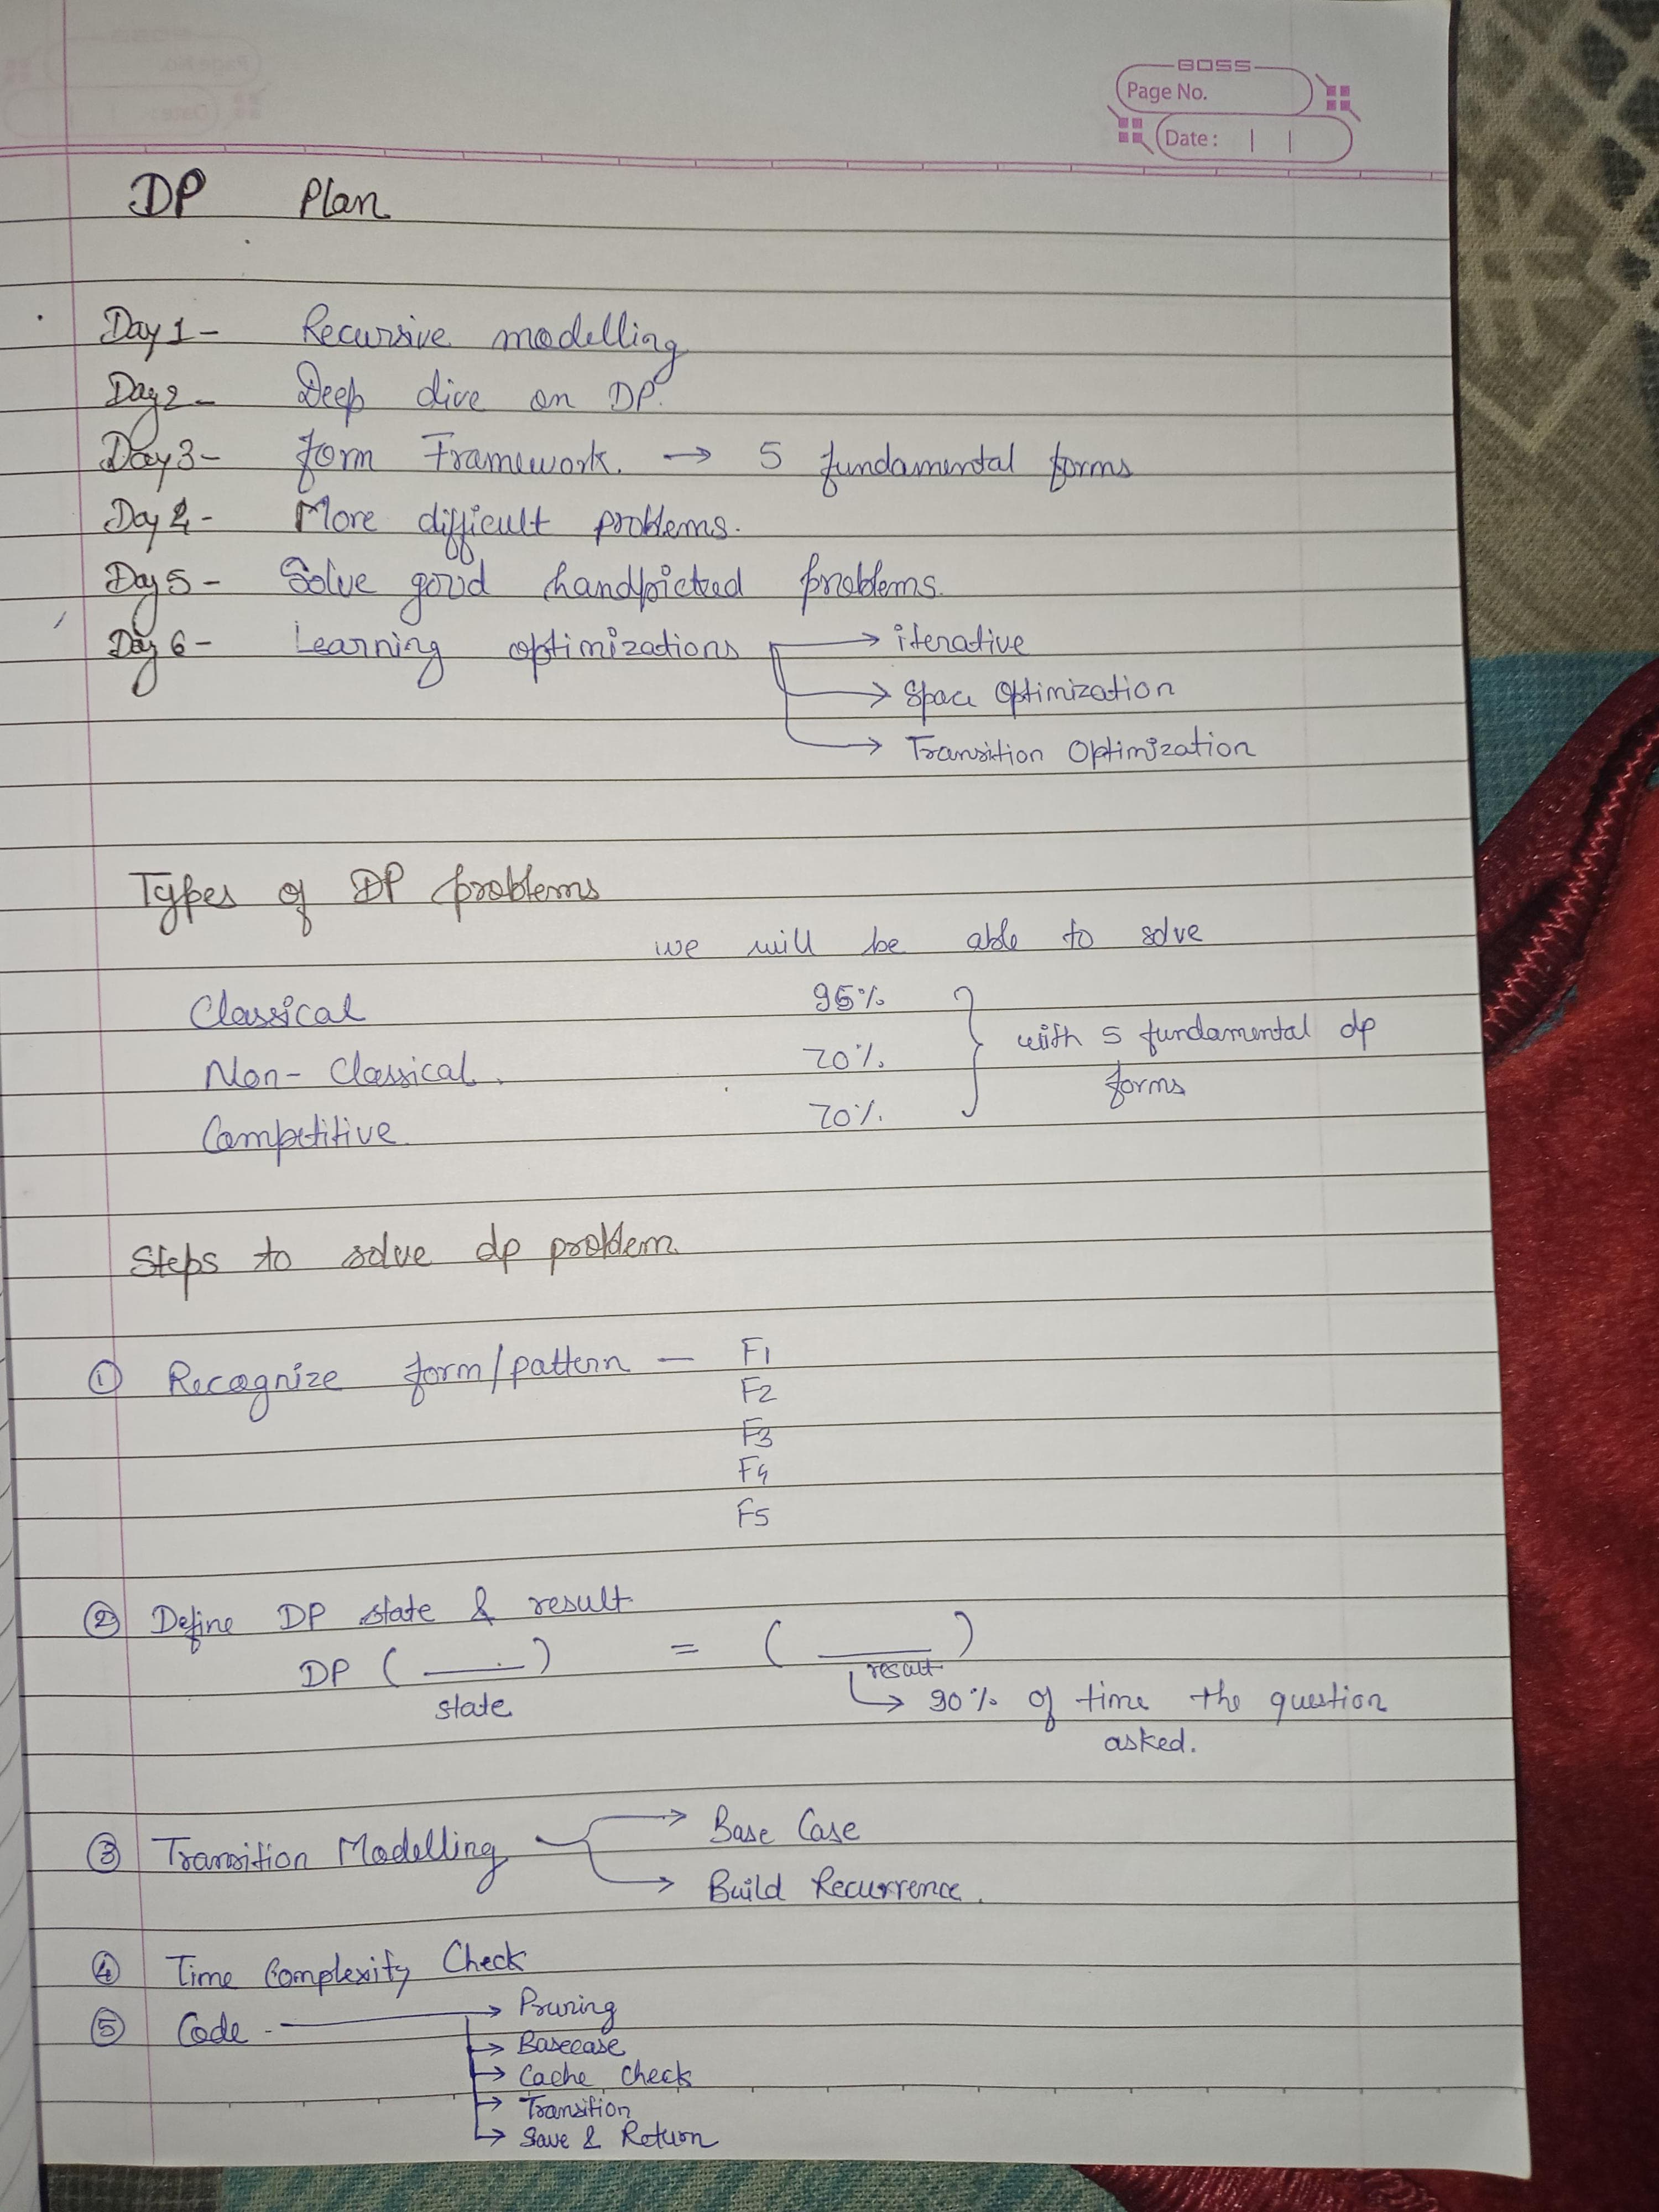 BOSS
Page No.
Date :
DP Plan
Day 1 - Recursive modelling
Day 2 - Deep dive on DP.
Day 3 - form Framework. → 5 fundamental forms
Day 4 - More difficult problems.
Day 5 - Solve good handpicked problems.
Day 6 - Learning optimizations → iterative
→ Space Optimization
→ Transition Optimization
Types of DP problems
we will be able to solve
Classical 95%
Non-Classical. 70% } with 5 fundamental dp
forms
Competitive. 70%
Steps to solve dp problem.
① Recognize form/pattern — F1
F2
F3
F4
F5
② Define DP state & result
DP ( ___ ) = ( ___ )
state result
→ 90% of time the question
asked.
③ Transition Modelling → Base Case
→ Build Recurrence.
④ Time Complexity Check
⑤ Code - → Pruning
→ Basecase
→ Cache Check
→ Transition
→ Save & Return